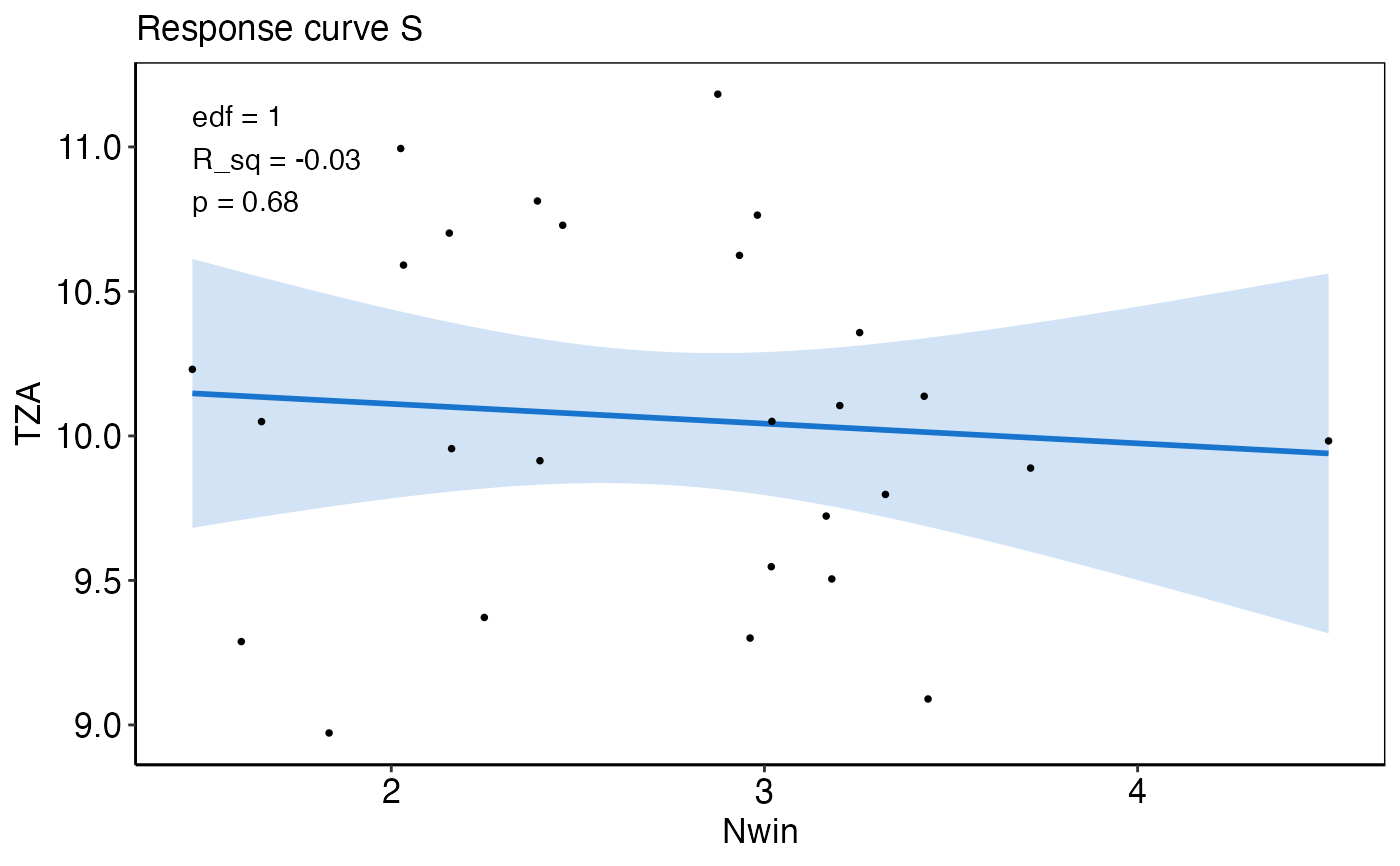 Response curve S
edf = 1
R_sq = -0.03
p = 0.68
11.0
10.5
10.0
9.5
9.0
TZA
2
3
4
Nwin